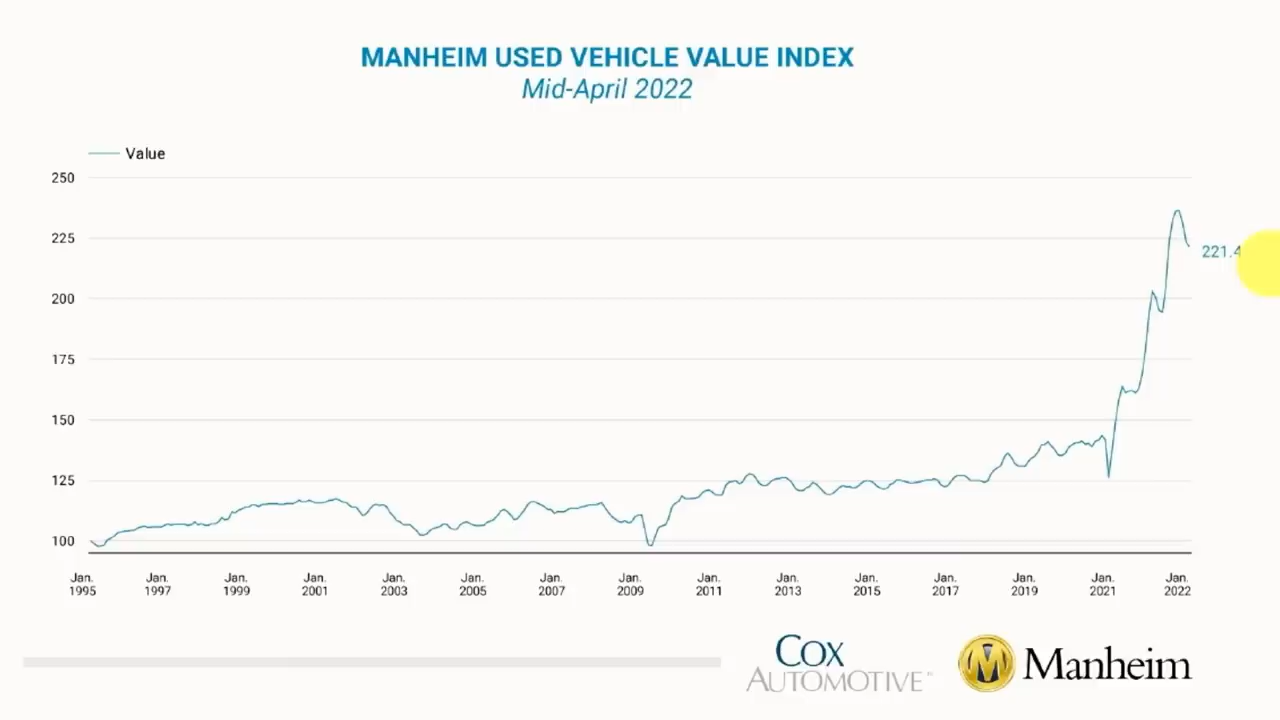 MANHEIM USED VEHICLE VALUE INDEX
Mid-April 2022
Value
250
225
221.4
200
175
150
125
100
Jan. Jan. Jan. Jan. Jan. Jan. Jan. Jan. Jan. Jan. Jan. Jan. Jan. Jan. Jan.
1995 1997 1999 2001 2003 2005 2007 2009 2011 2013 2015 2017 2019 2021 2022
COX
AUTOMOTIVE
M Manheim